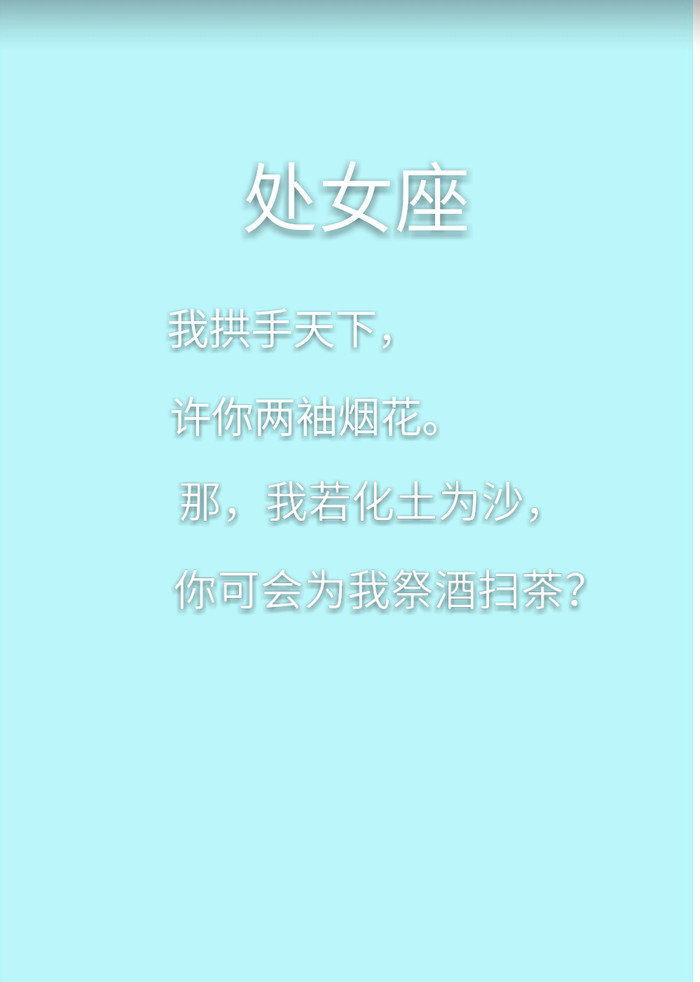 处女座
我拱手天下，
许你两袖烟花。
那，我若化土为沙，
你可会为我祭酒扫茶？